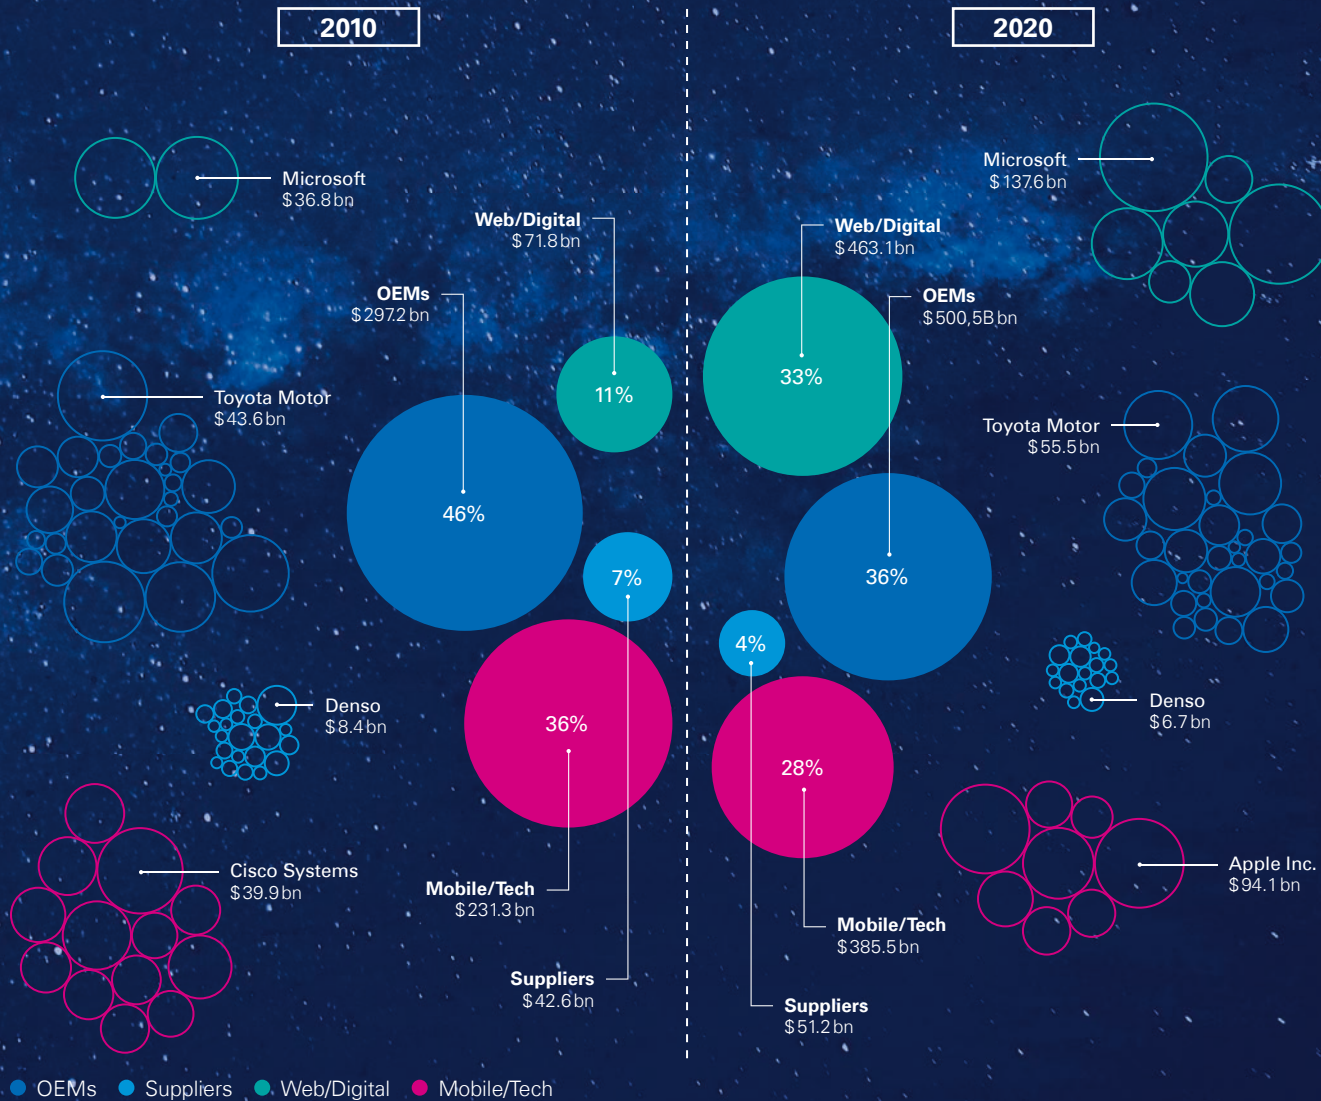 2010
2020
Microsoft
$36.8bn
Web/Digital
$71.8bn
OEMs
$297.2bn
11%
Toyota Motor
$43.6bn
46%
7%
Denso
$8.4bn
36%
Cisco Systems
$39.9bn
Mobile/Tech
$231.3bn
Suppliers
$42.6bn
Microsoft
$137.6bn
Web/Digital
$463.1bn
OEMs
$500,5Bn
33%
Toyota Motor
$55.5bn
36%
4%
Denso
$6.7bn
28%
Apple Inc.
$94.1bn
Mobile/Tech
$385.5bn
Suppliers
$51.2bn
OEMs
Suppliers
Web/Digital
Mobile/Tech